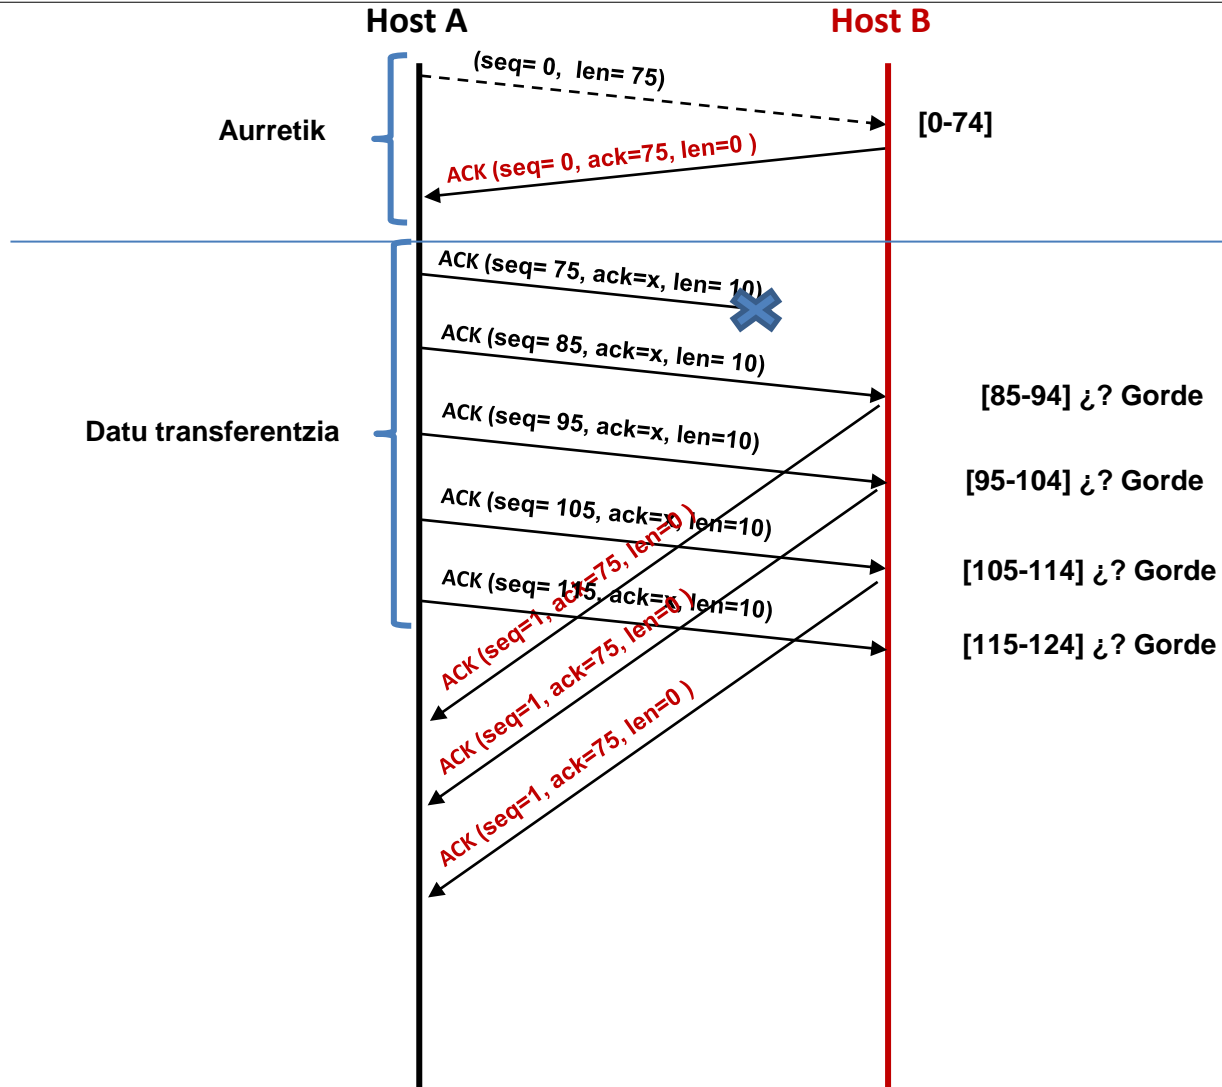 Host A
Host B
(seq= 0, len= 75)
[0-74]
Aurretik
ACK (seq= 0, ack=75, len=0 )
ACK (seq= 75, ack=x, len= 10)
ACK (seq= 85, ack=x, len= 10)
[85-94] ¿? Gorde
Datu transferentzia
ACK (seq= 95, ack=x, len=10)
[95-104] ¿? Gorde
ACK (seq= 105, ack=x, len=10)
[105-114] ¿? Gorde
ACK (seq= 115, ack=x, len=10)
[115-124] ¿? Gorde
ACK (seq=1, ack=75, len=0 )
ACK (seq=1, ack=75, len=0 )
ACK (seq=1, ack=75, len=0 )